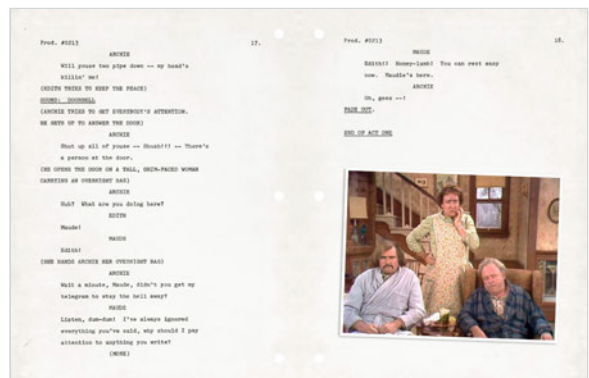 Prod. #0213
17.
ARCHIE
Will youse two pipe down -- my head's
killin' me!
(EDITH TRIES TO KEEP THE PEACE)
SOUND: DOORBELL
(ARCHIE TRIES TO GET EVERYBODY'S ATTENTION.
HE GETS UP TO ANSWER THE DOOR)
ARCHIE
Shut up all of youse -- Shush!!! -- There's
a person at the door.
(HE OPENS THE DOOR ON A TALL, GRIM-FACED WOMAN
CARRYING AN OVERNIGHT BAG)
ARCHIE
Huh? What are you doing here?
EDITH
Maude!
MAUDE
Edith!
(SHE HANDS ARCHIE HER OVERNIGHT BAG)
ARCHIE
Wait a minute, Maude, didn't you get my
telegram to stay the hell away?
MAUDE
Listen, dum-dum! I've always ignored
everything you've said, why should I pay
attention to anything you write?
(MORE)
Prod. #0213
18.
MAUDE
Edith!! Honey-lamb! You can rest easy
now. Maudie's here.
ARCHIE
Oh, geez --!
FADE OUT.
END OF ACT ONE